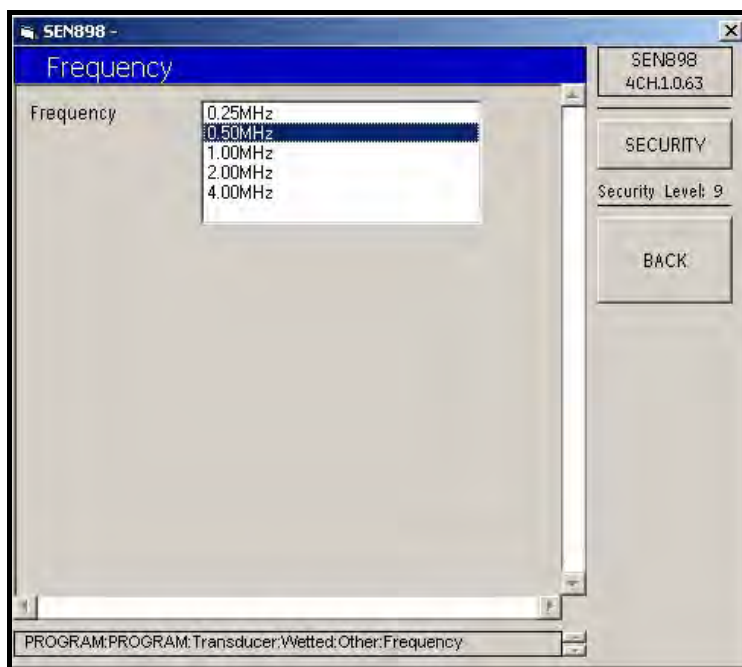 SEN898 -
Frequency
Frequency
0.25MHz
0.50MHz
1.00MHz
2.00MHz
4.00MHz
SEN898
4CH.1.0.63
SECURITY
Security Level: 9
BACK
PROGRAM:PROGRAM:Transducer:Wetted:Other:Frequency